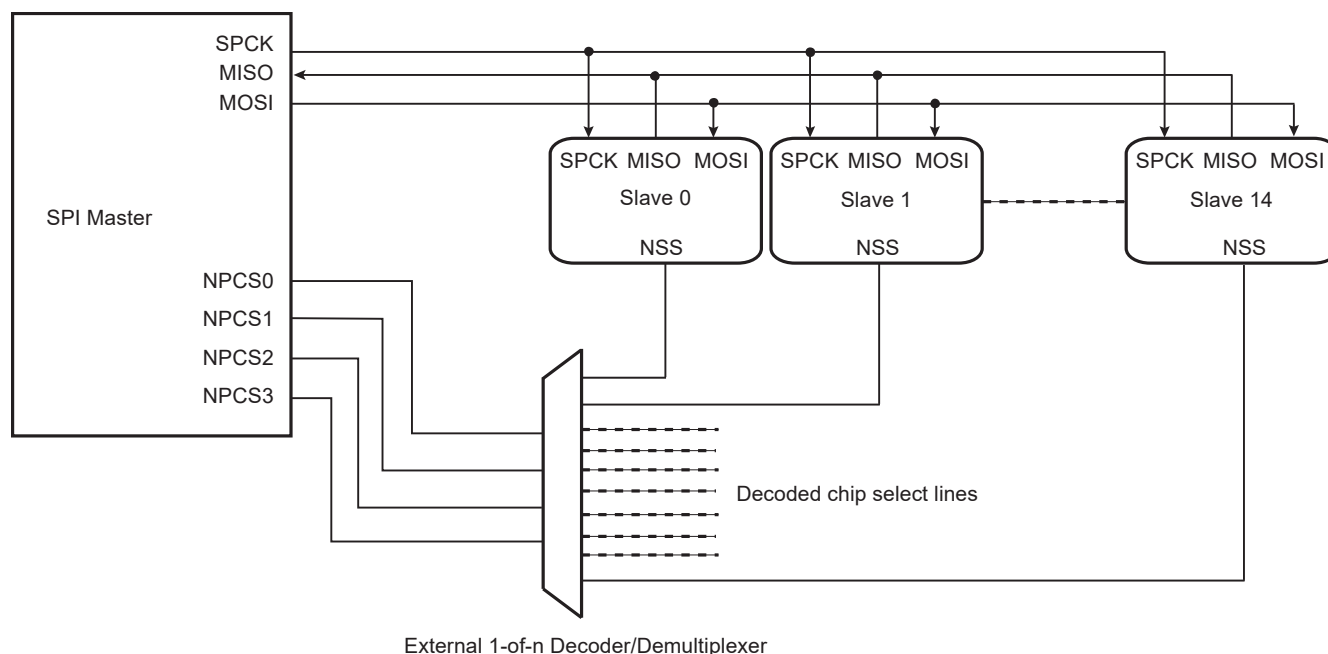 SPCK
MISO
MOSI
SPCK MISO MOSI
Slave 0
NSS
SPCK MISO MOSI
Slave 1
NSS
SPCK MISO MOSI
Slave 14
NSS
SPI Master
NPCS0
NPCS1
NPCS2
NPCS3
Decoded chip select lines
External 1-of-n Decoder/Demultiplexer